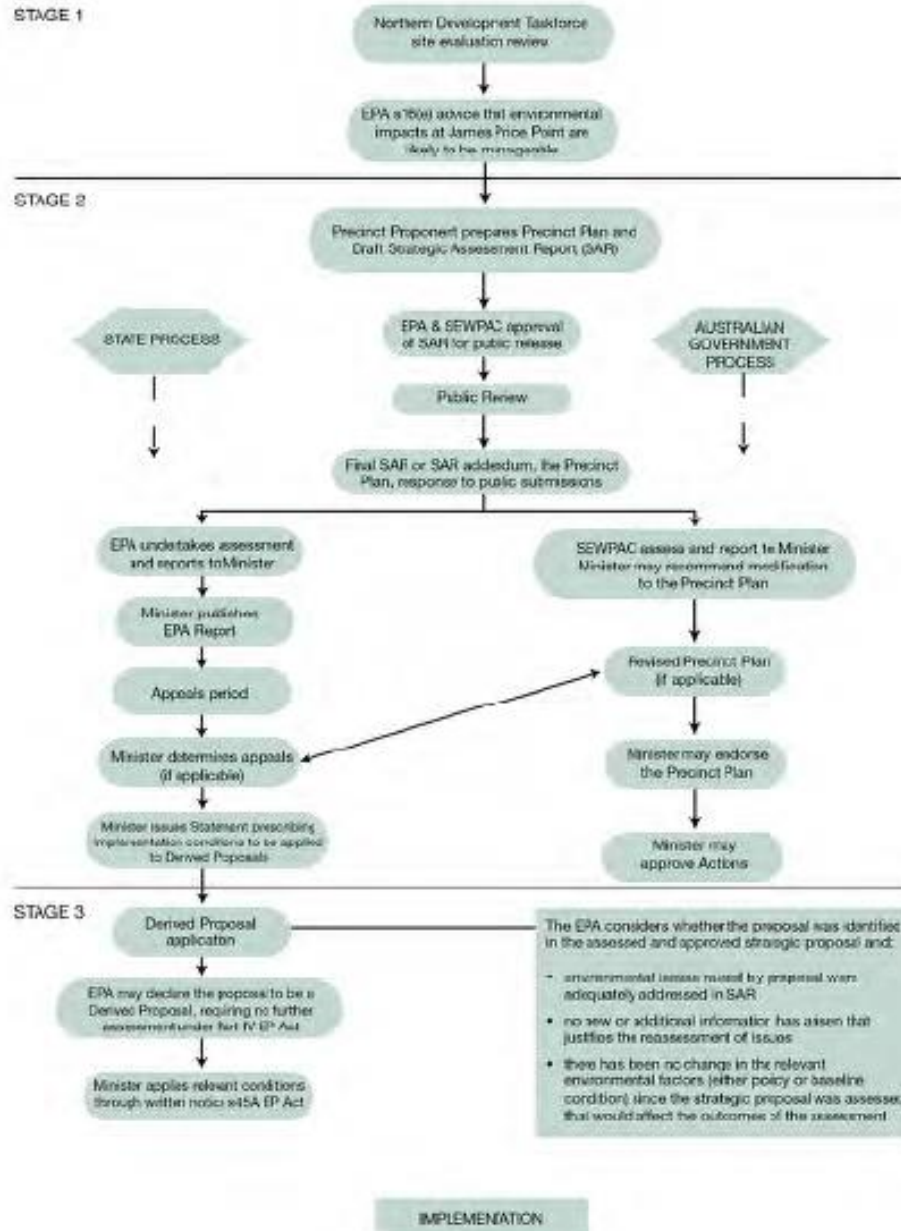 STAGE 1
Northern Development Taskforce
site evaluation review
EPA s16(e) advice that environmental
impacts at James Price Point are
likely to be manageable
STAGE 2
Precinct Proponent prepares Precinct Plan and
Draft Strategic Assessment Report (SAR)
STATE PROCESS
EPA & SEWPAC approval
of SAR for public release
AUSTRALIAN
GOVERNMENT
PROCESS
Public Review
Final SAR or SAR addendum, the Precinct
Plan, response to public submissions
EPA undertakes assessment
and reports to Minister
SEWPAC assess and report to Minister
Minister may recommend modification
to the Precinct Plan
Minister publishes
EPA Report
Revised Precinct Plan
(if applicable)
Appeals period
Minister determines appeals
(if applicable)
Minister may endorse
the Precinct Plan
Minister issues Statement prescribing
implementation conditions to be applied
to Derived Proposals
Minister may
approve Actions
STAGE 3
Derived Proposal
application
EPA may declare the proposal to be a
Derived Proposal, requiring no further
assessment under Part IV EP Act
Minister applies relevant conditions
through written notice s45A EP Act
The EPA considers whether the proposal was identified
in the assessed and approved strategic proposal and:
- environmental issues raised by proposal were
adequately addressed in SAR
• no new or additional information has arisen that
justifies the reassessment of issues
• there has been no change in the relevant
environmental factors (either policy or baseline
condition) since the strategic proposal was assessed
that would affect the outcomes of the assessment
IMPLEMENTATION